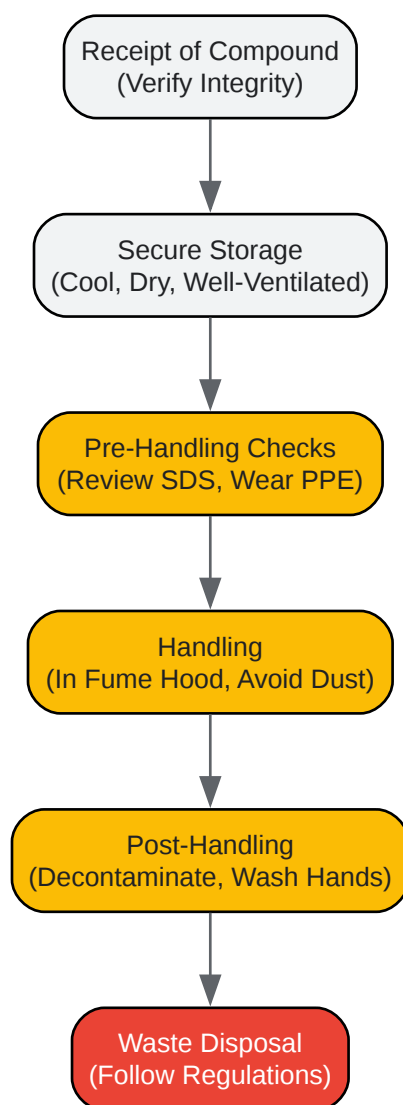 Receipt of Compound
(Verify Integrity)
Secure Storage
(Cool, Dry, Well-Ventilated)
Pre-Handling Checks
(Review SDS, Wear PPE)
Handling
(In Fume Hood, Avoid Dust)
Post-Handling
(Decontaminate, Wash Hands)
Waste Disposal
(Follow Regulations)